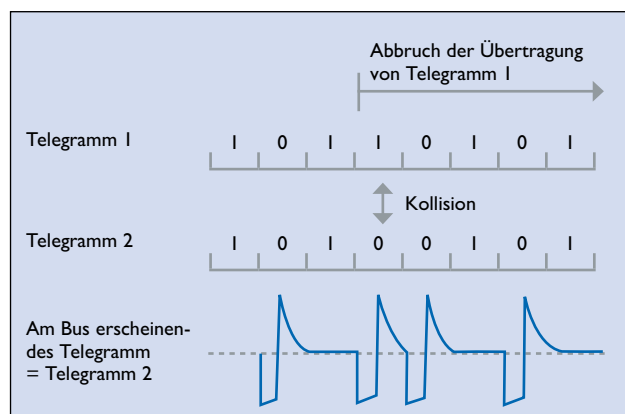 Abbruch der Übertragung
von Telegramm 1
Telegramm 1
1 0 1 1 0 1 0 1
Kollision
Telegramm 2
1 0 1 0 0 1 0 1
Am Bus erscheinen-
des Telegramm
= Telegramm 2